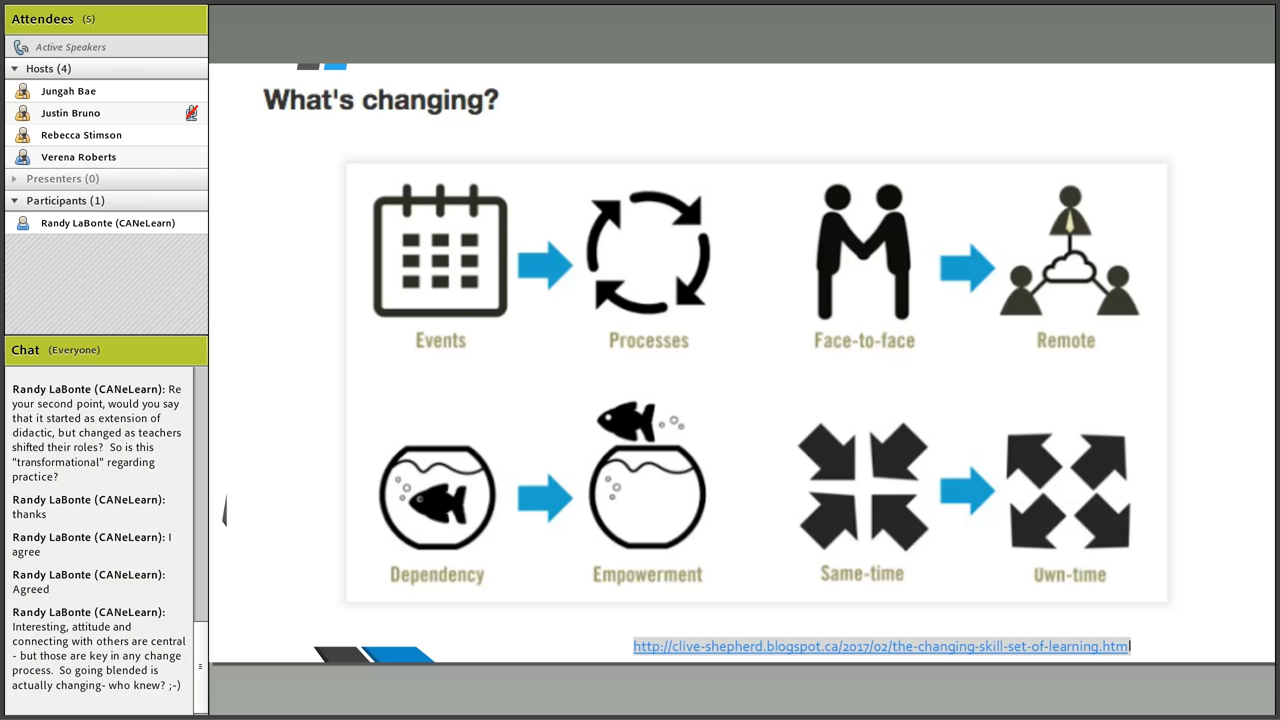 Attendees (5)
Active Speakers
Hosts (4)
Jungah Bae
Justin Bruno
Rebecca Stimson
Verena Roberts
Presenters (0)
Participants (1)
Randy LaBonte (CANeLearn)
Chat (Everyone)
Randy LaBonte (CANeLearn): Re
your second point, would you
say that it started as extension of
didactic, but changed as teachers
shifted their roles? So is this
"transformational" regarding
practice?
Randy LaBonte (CANeLearn):
thanks
Randy LaBonte (CANeLearn): I
agree
Randy LaBonte (CANeLearn):
Agreed
Randy LaBonte (CANeLearn):
Interesting, attitude and
connecting with others are central
- but those are key in any change
process. So going blended is
actually changing- who knew? ;-)
What's changing?
Events
Processes
Face-to-face
Remote
Dependency
Empowerment
Same-time
Own-time
http://clive-shepherd.blogspot.ca/2017/02/the-changing-skill-set-of-learning.html